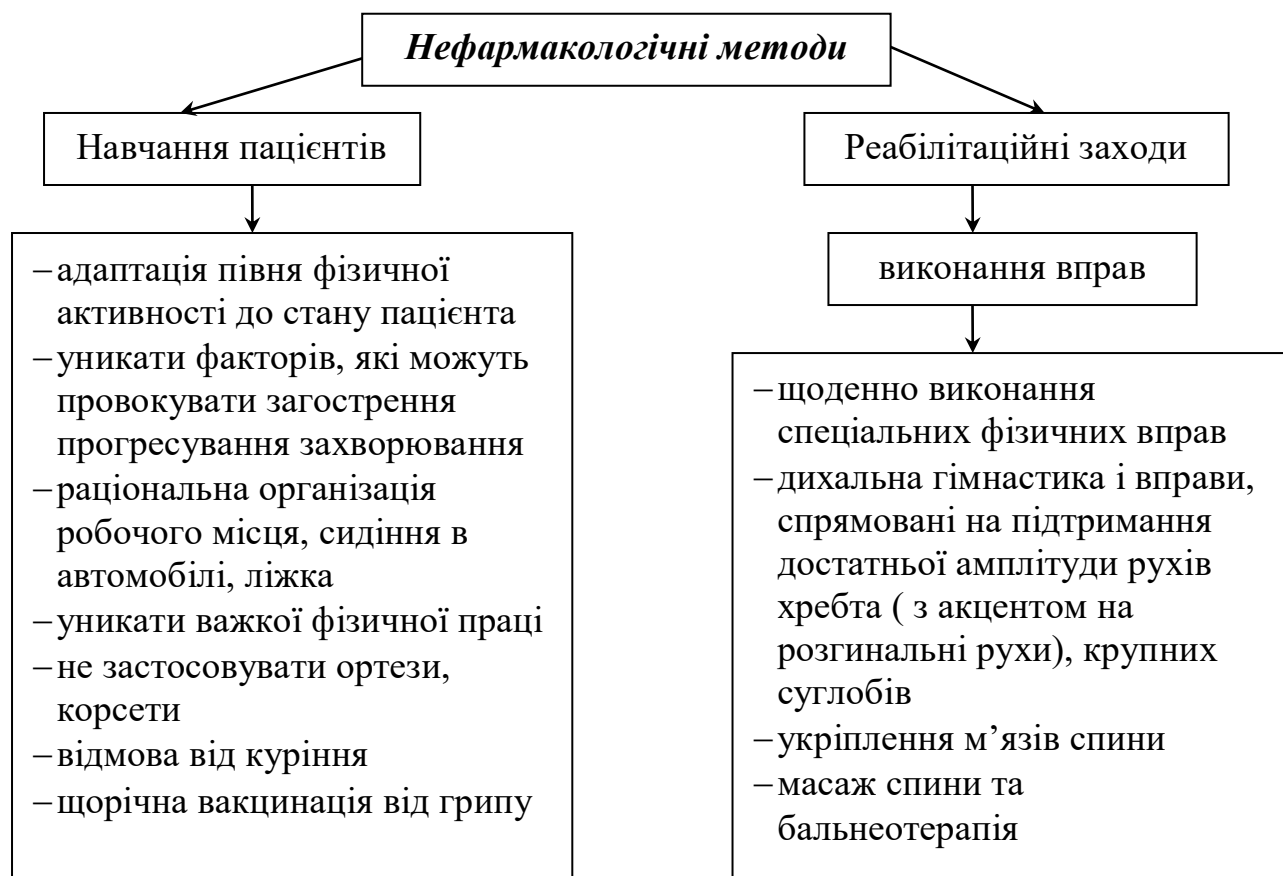 Нефармакологічні методи
Навчання пацієнтів
Реабілітаційні заходи
–адаптація півня фізичної
активності до стану пацієнта
–уникати факторів, які можуть
провокувати загострення
прогресування захворювання
–раціональна організація
робочого місця, сидіння в
автомобілі, ліжка
–уникати важкої фізичної праці
–не застосовувати ортези,
корсети
–відмова від куріння
–щорічна вакцинація від грипу
виконання вправ
–щоденно виконання
спеціальних фізичних вправ
–дихальна гімнастика і вправи,
спрямовані на підтримання
достатньої амплітуди рухів
хребта ( з акцентом на
розгинальні рухи), крупних
суглобів
–укріплення м’язів спини
–масаж спини та
бальнеотерапія